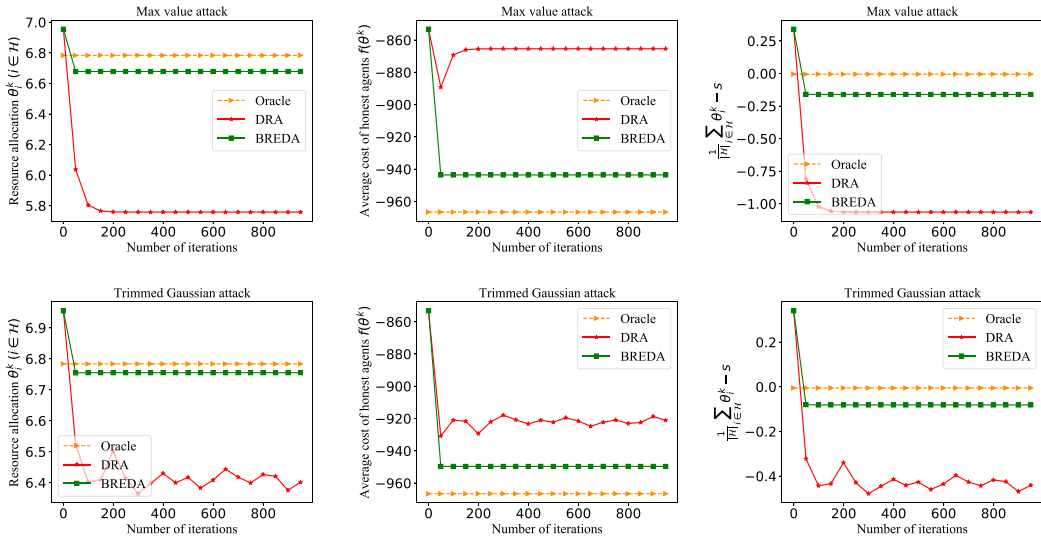 Max value attack
Resource allocation θ_i^k (i ∈ ℋ)
7.0
6.8
6.6
6.4
6.2
6.0
5.8
Oracle
DRA
BREDA
0 200 400 600 800
Number of iterations
Max value attack
Average cost of honest agents f(θ^k)
−860
−880
−900
−920
−940
−960
Oracle
DRA
BREDA
0 200 400 600 800
Number of iterations
Max value attack
1/|ℋ| ∑_{i∈ℋ} θ_i^k − s
0.25
0.00
−0.25
−0.50
−0.75
−1.00
Oracle
DRA
BREDA
0 200 400 600 800
Number of iterations
Trimmed Gaussian attack
Resource allocation θ_i^k (i ∈ ℋ)
6.9
6.8
6.7
6.6
6.5
6.4
Oracle
DRA
BREDA
0 200 400 600 800
Number of iterations
Trimmed Gaussian attack
Average cost of honest agents f(θ^k)
−860
−880
−900
−920
−940
−960
Oracle
DRA
BREDA
0 200 400 600 800
Number of iterations
Trimmed Gaussian attack
1/|ℋ| ∑_{i∈ℋ} θ_i^k − s
0.2
0.0
−0.2
−0.4
Oracle
DRA
BREDA
0 200 400 600 800
Number of iterations